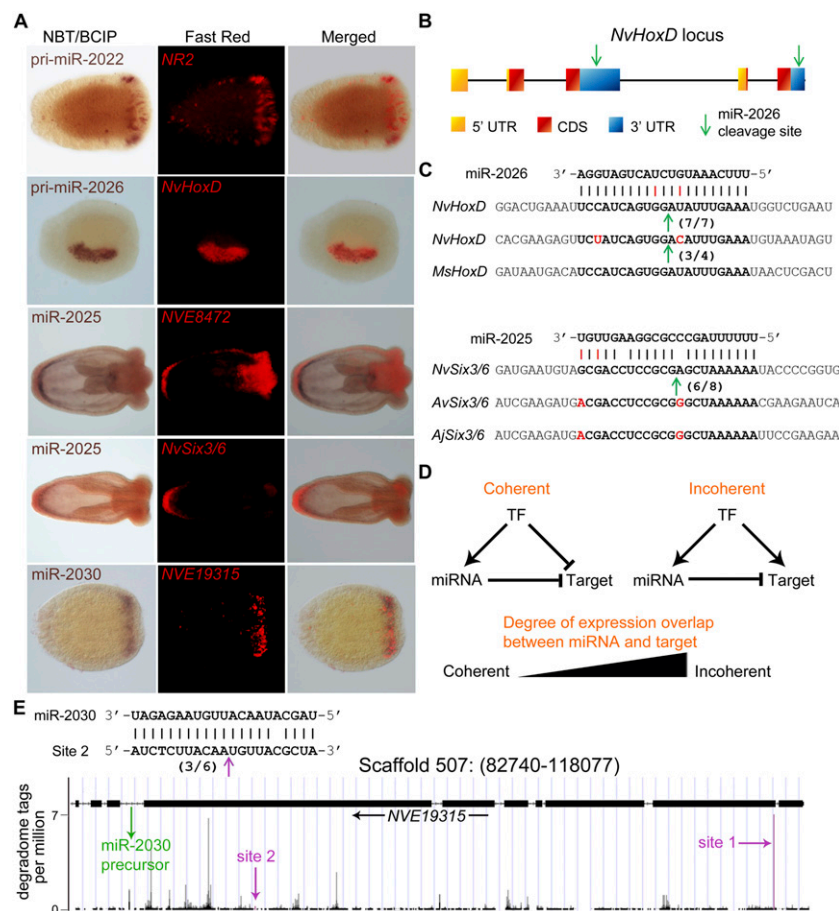 A
NBT/BCIP Fast Red Merged
pri-miR-2022 NR2
pri-miR-2026 NvHoxD
miR-2025 NVE8472
miR-2025 NvSix3/6
miR-2030 NVE19315
B
NvHoxD locus
5' UTR CDS 3' UTR miR-2026
cleavage site
C
miR-2026 3'-AGGUAGUCAUCUGUAAACUUU-5'
NvHoxD GGACUGAAAUUCCAUCAGUGGAUAUUUGAAAUGGUCUGAAU
(7/7)
NvHoxD CACGAAGAGUUCUAUCAGUGGACAUUUGAAAUGUAAAUAGU
(3/4)
MsHoxD GAUAAUGACAUCCAUCAGUGGAUAUUUGAAAUAACUCGACU
miR-2025 3'-UGUUGAAGGCGCCCGAUUUUUU-5'
NvSix3/6 GAUGAAUGUAGCGACCUCCGCGAGCUAAAAAAUACCCCGGUG
(6/8)
AvSix3/6 AUCGAAGAUGACGACCUCCGCGGGCUAAAAAACGAAGAAUCA
AjSix3/6 AUCGAAGAUGACGACCUCCGCGGGCUAAAAAAUUCCGAAGAA
D
Coherent Incoherent
TF TF
miRNA Target miRNA Target
Degree of expression overlap
between miRNA and target
Coherent Incoherent
E
miR-2030 3'-UAGAGAAUGUUACAAUACGAU-5'
Site 2 5'-AUCUCUUACAAUGUUACGCUA-3'
(3/6)
Scaffold 507: (82740-118077)
7
NVE19315
miR-2030
precursor
site 2
site 1
degradome tags
per million
0